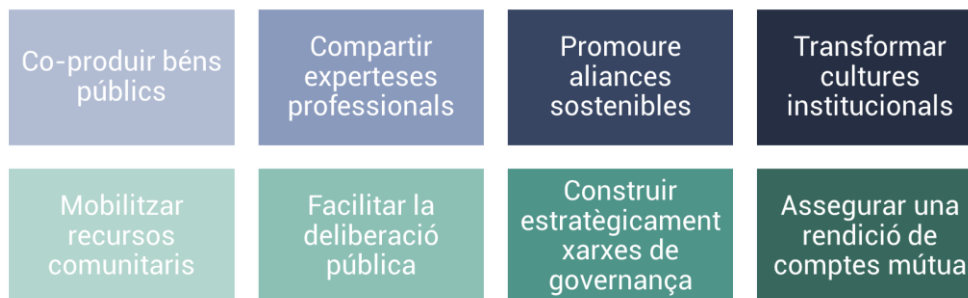 Co-produir béns
públics
Compartir
experteses
professionals
Promoure
aliances
sostenibles
Transformar
cultures
institucionals
Mobilitzar
recursos
comunitaris
Facilitar la
deliberació
pública
Construir
estratègicament
xarxes de
governança
Assegurar una
rendició de
comptes mútua